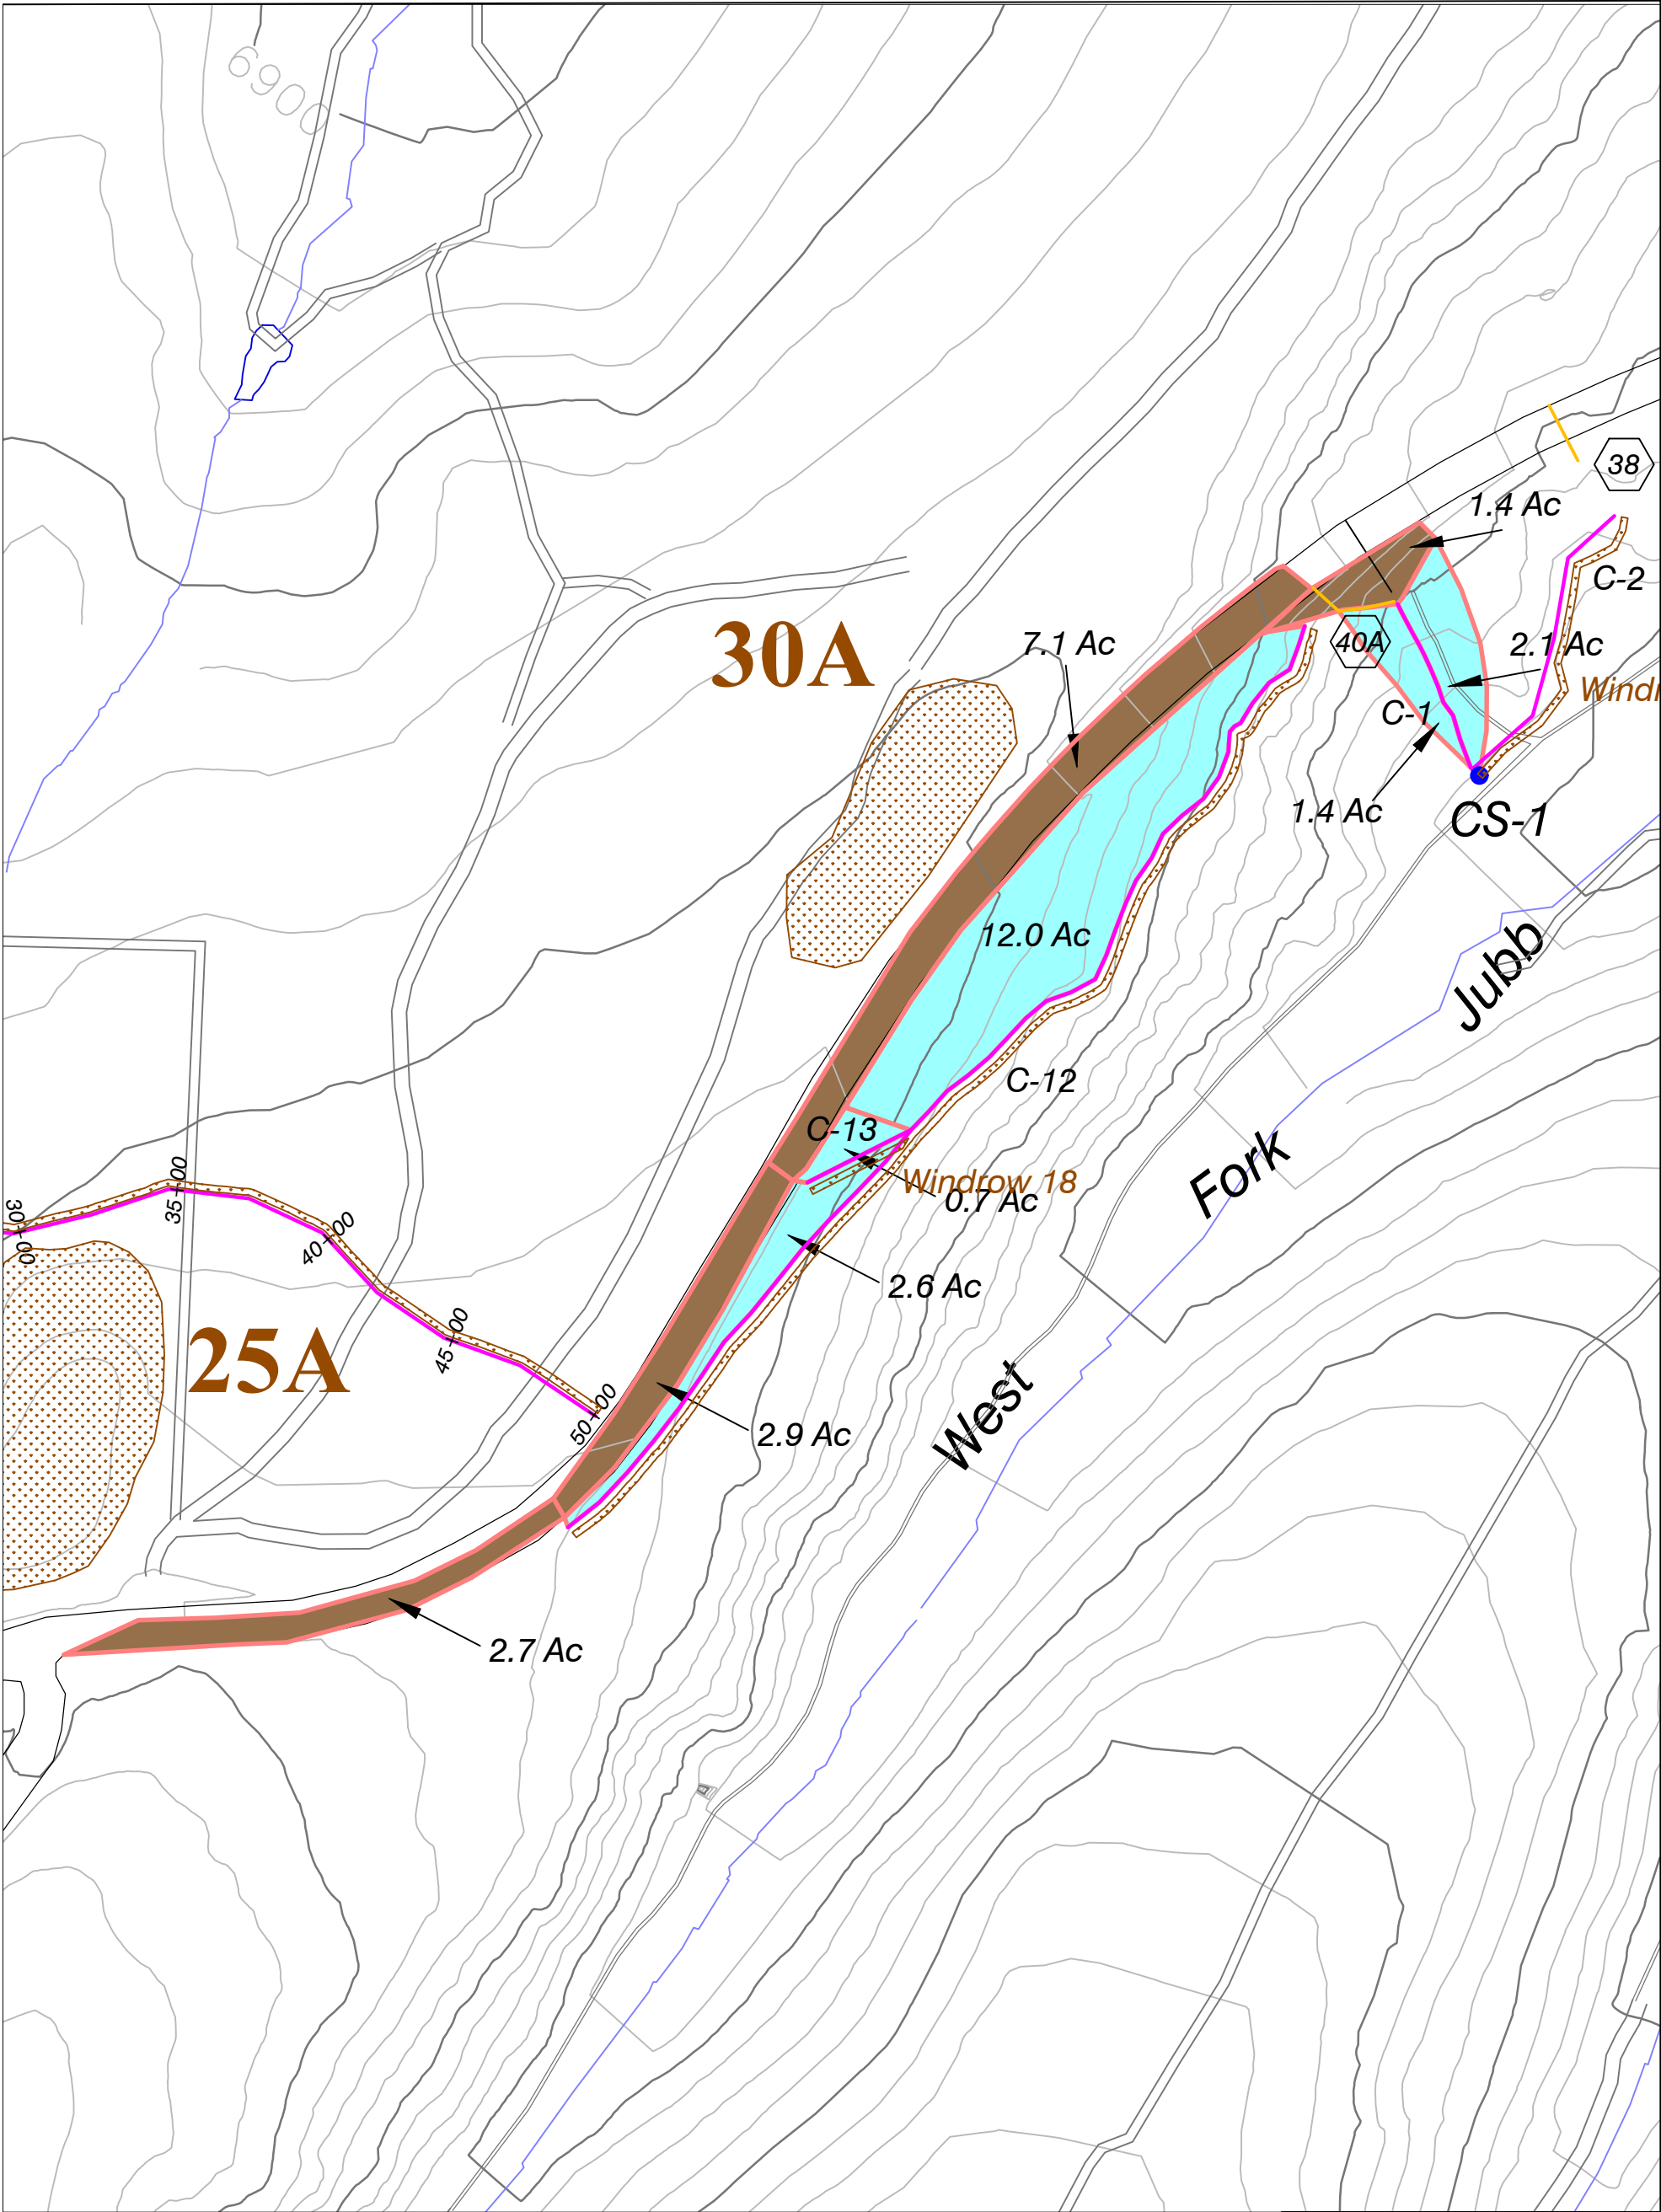 6900
38
1.4 Ac
C-2
30A
7.1 Ac
40A
2.1 Ac
Windr
C-1
1.4 Ac
CS-1
12.0 Ac
Jubb
C-12
C-13
Windrow 18
0.7 Ac
Fork
35+00
30+00
40+00
2.6 Ac
45+00
25A
West
50+00
2.9 Ac
2.7 Ac